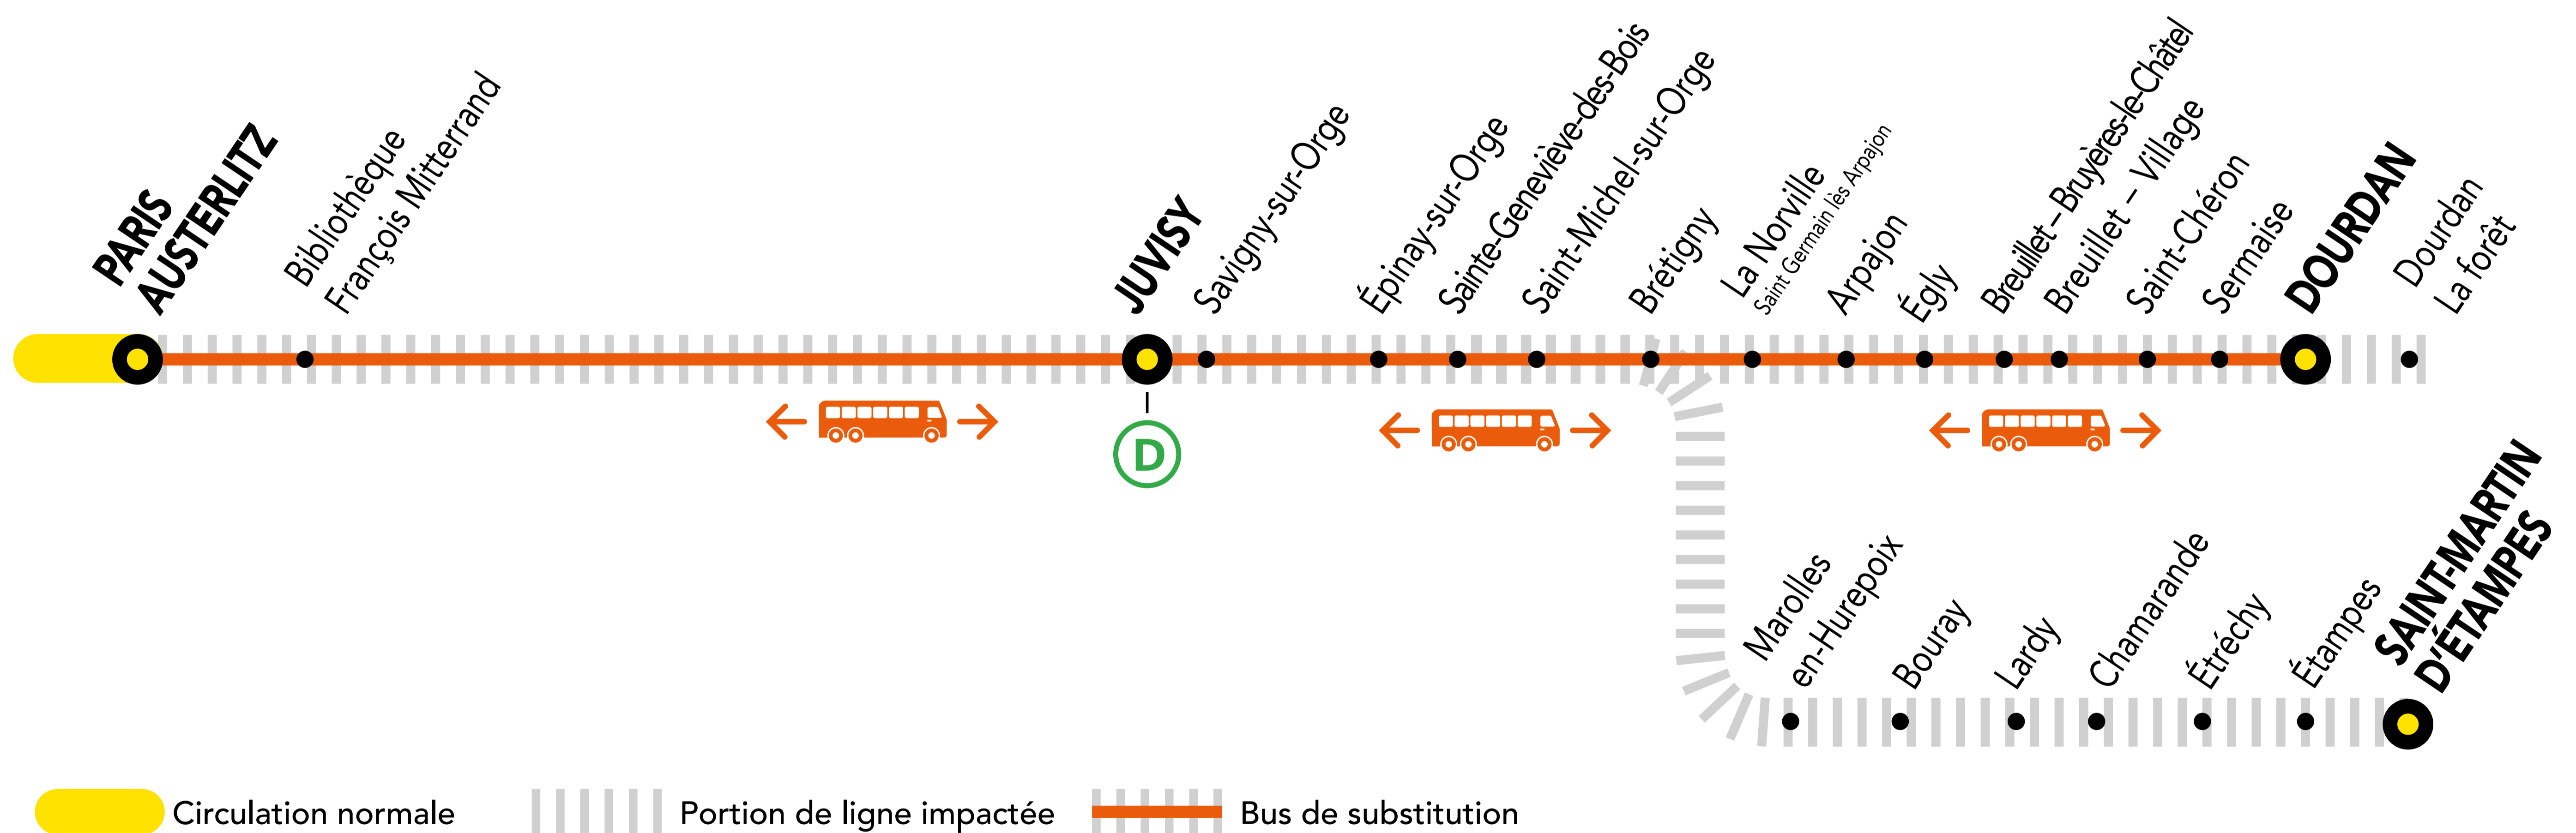 PARIS
AUSTERLITZ
Bibliothèque
François Mitterrand
JUVISY
Savigny-sur-Orge
Épinay-sur-Orge
Sainte-Geneviève-des-Bois
Saint-Michel-sur-Orge
Brétigny
La Norville
Saint Germain lès Arpajon
Arpajon
Égly
Breuillet – Bruyères-le-Châtel
Breuillet – Village
Saint-Chéron
Sermaise
DOURDAN
Dourdan
La forêt
D
Marolles
en-Hurepoix
Bouray
Lardy
Chamarande
Étréchy
Étampes
SAINT-MARTIN
D'ÉTAMPES
Circulation normale
Portion de ligne impactée
Bus de substitution